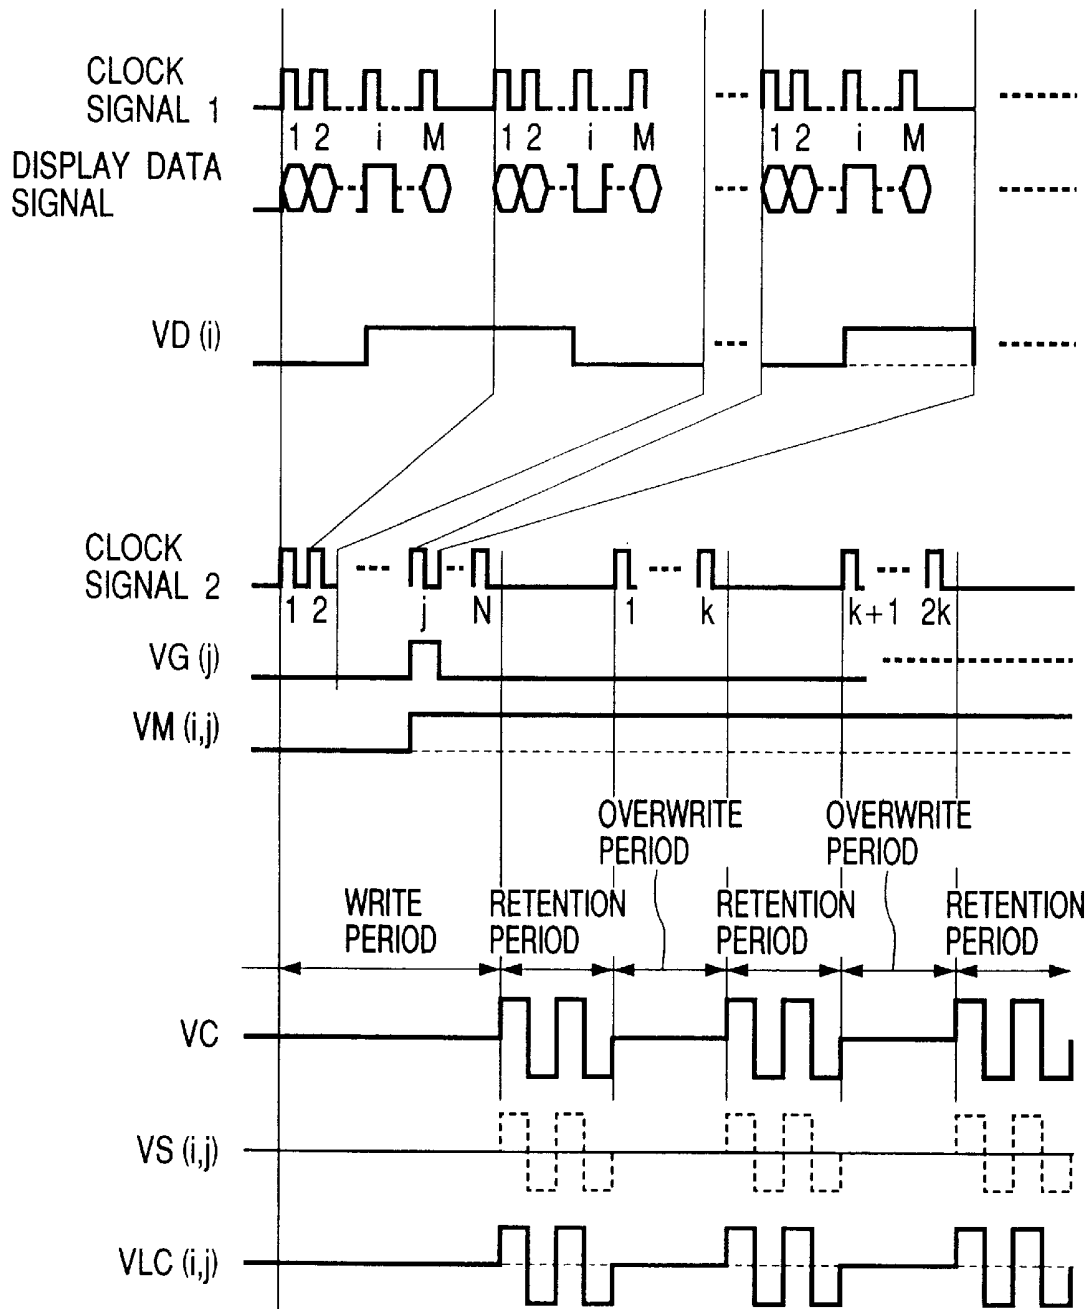 CLOCK
SIGNAL 1
1 2 i M 1 2 i M 1 2 i M
DISPLAY DATA
SIGNAL
VD (i)
CLOCK
SIGNAL 2
1 2 j N 1 k k+1 2k
VG (j)
VM (i,j)
OVERWRITE
PERIOD
OVERWRITE
PERIOD
WRITE
PERIOD
RETENTION
PERIOD
RETENTION
PERIOD
RETENTION
PERIOD
VC
VS (i,j)
VLC (i,j)